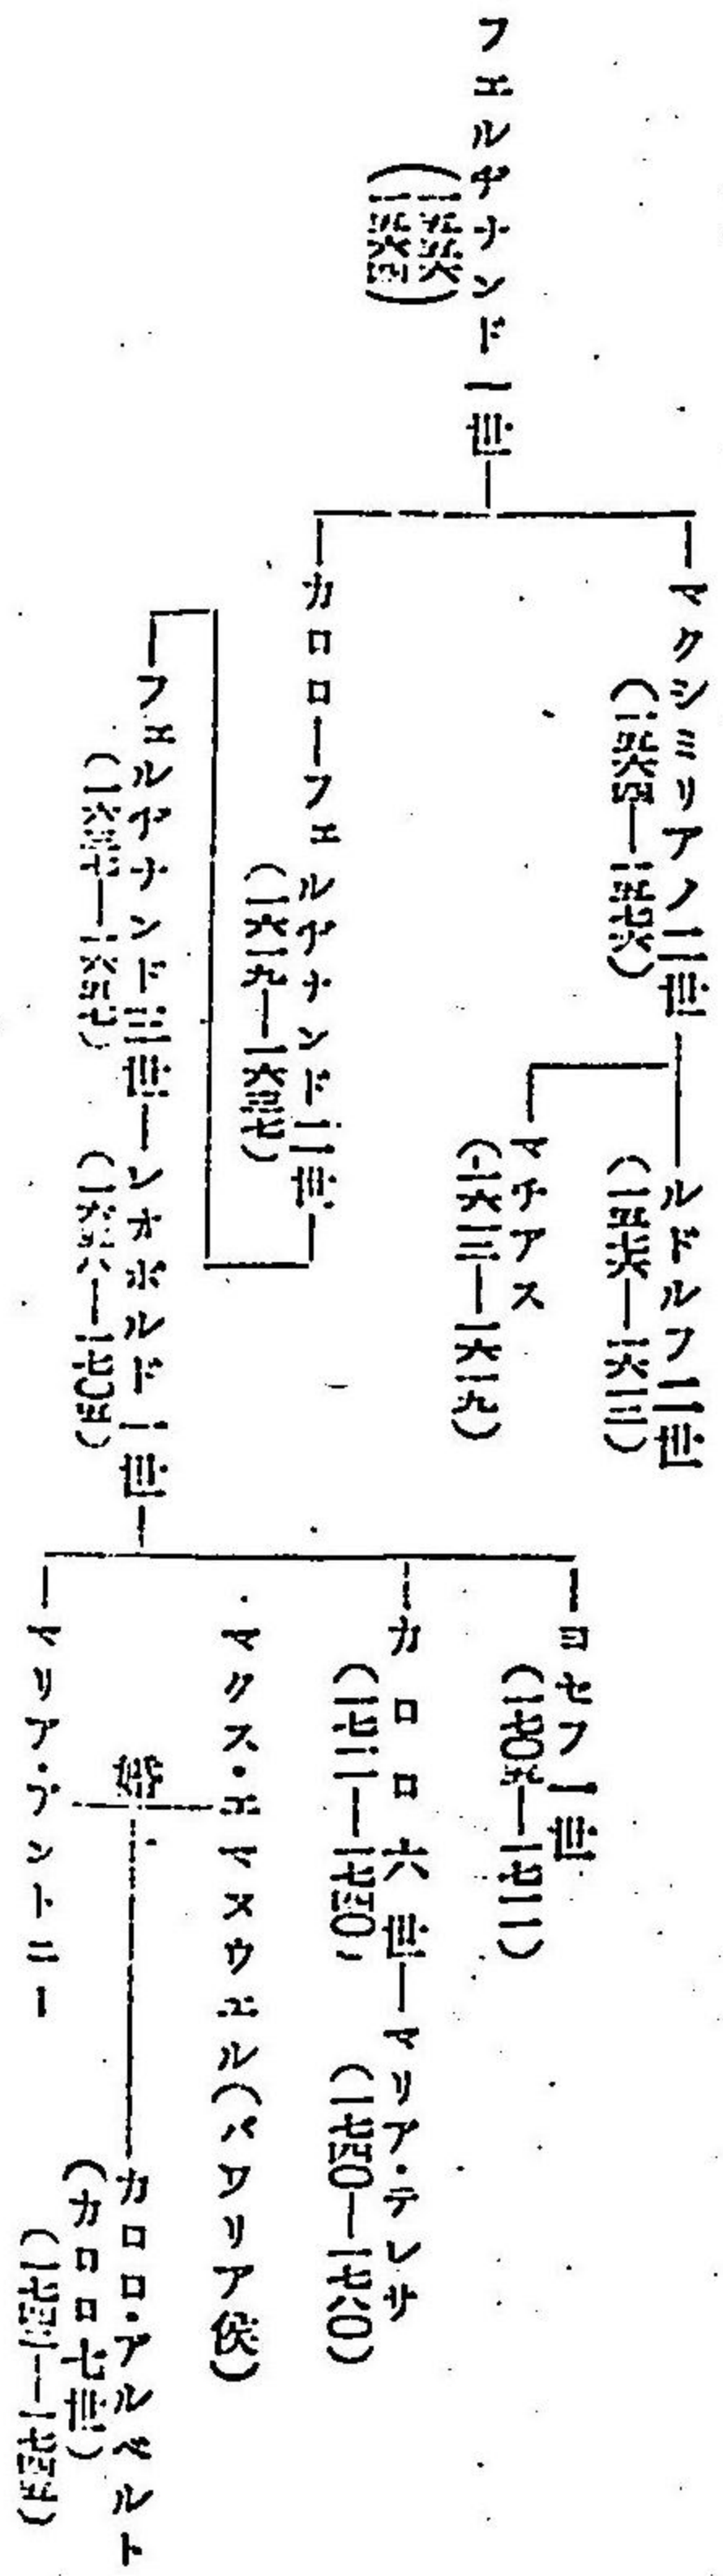 フエルヂナンド一世
(一五五六
一五六四)
マクシミリアノ二世
(一五六四—一五七六)
ルドルフ二世
(一五七六—一六一二)
マチアス
(一六一二—一六一九)
カロロ—フエルヂナンド二世
(一六一九—一六三七)
フエルヂナンド三世—レオポルド一世
(一六三七—一六五七)
(一六五八—一七〇五)
ヨセフ一世
(一七〇五—一七一一)
カロロ六世—マリア・テレサ
(一七一一—一七四〇)
(一七四〇—一七八〇)
マクス・エマヌウエル(バワリア侯)
婚
マリア・アントニー
カロロ・アルベルト
(カロロ七世)
(一七四二—一七四五)